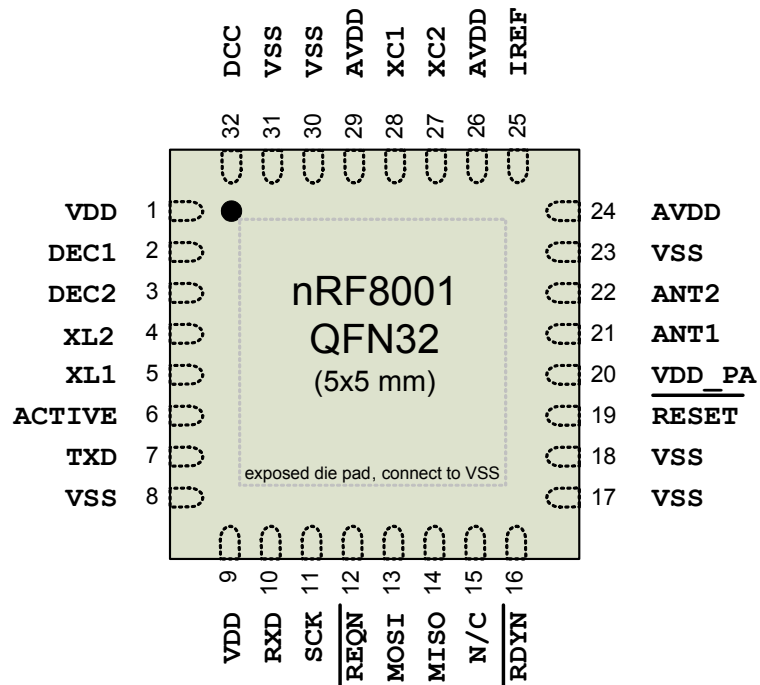 DCC VSS VSS AVDD XC1 XC2 AVDD IREF
32 31 30 29 28 27 26 25
VDD 1
DEC1 2
DEC2 3
XL2 4
XL1 5
ACTIVE 6
TXD 7
VSS 8
nRF8001
QFN32
(5x5 mm)
exposed die pad, connect to VSS
24 AVDD
23 VSS
22 ANT2
21 ANT1
20 VDD_PA
19 RESET
18 VSS
17 VSS
9 10 11 12 13 14 15 16
VDD RXD SCK REQN MOSI MISO N/C RDYN